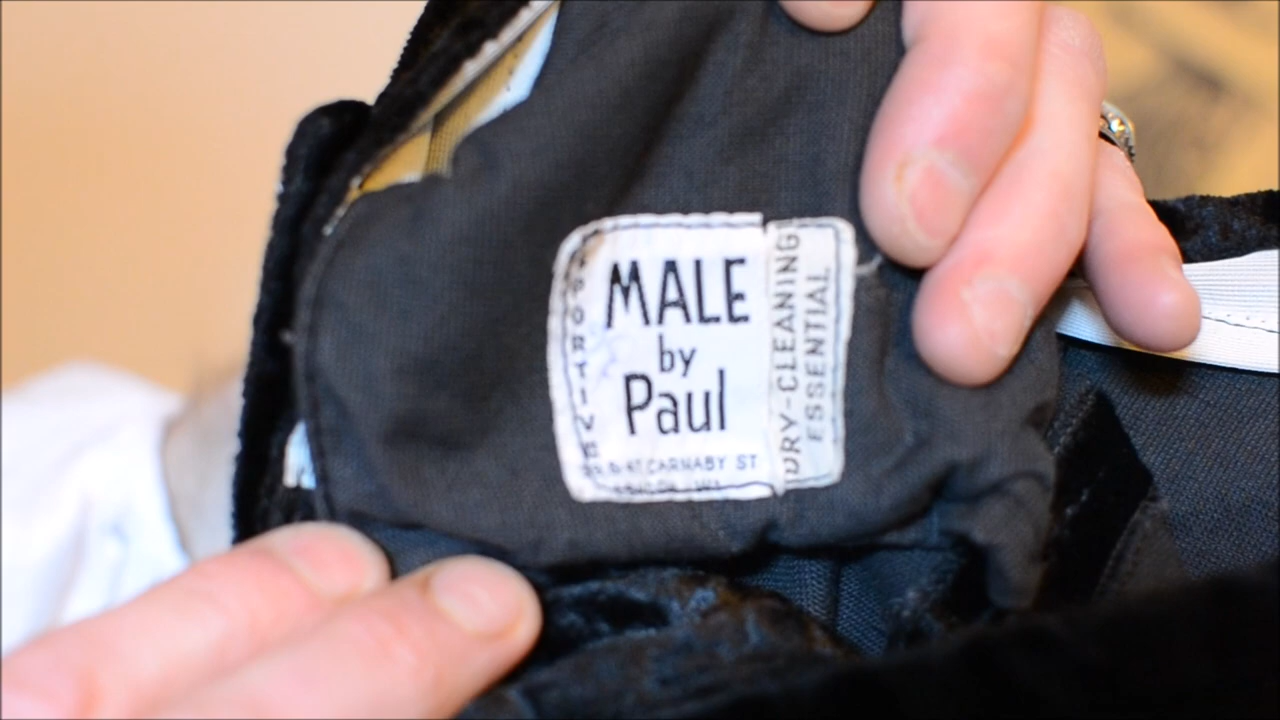 SPORTIVE
MALE
by
Paul
CARNABY ST
DRY-CLEANING
ESSENTIAL